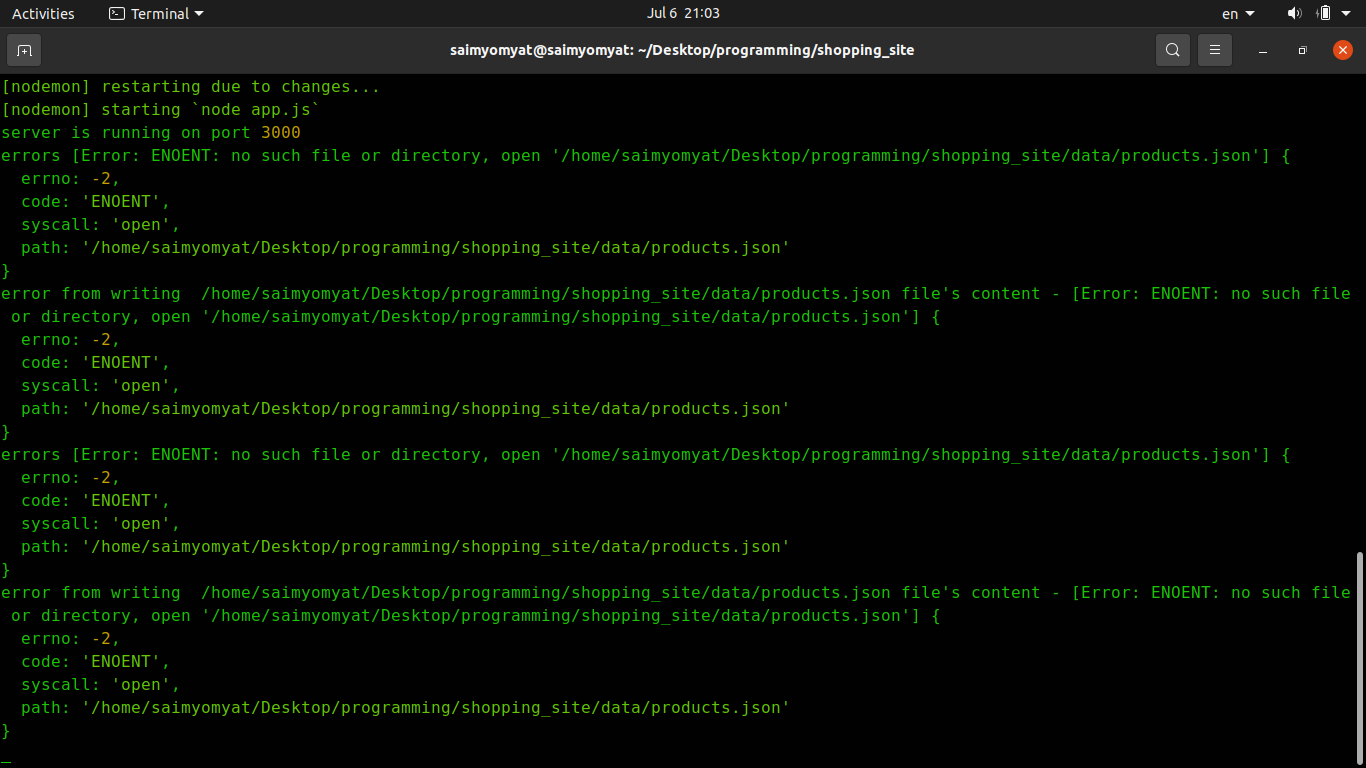 Activities Terminal Jul 6 21:03 en
saimyomyat@saimyomyat: ~/Desktop/programming/shopping_site
[nodemon] restarting due to changes...
[nodemon] starting `node app.js`
server is running on port 3000
errors [Error: ENOENT: no such file or directory, open '/home/saimyomyat/Desktop/programming/shopping_site/data/products.json'] {
  errno: -2,
  code: 'ENOENT',
  syscall: 'open',
  path: '/home/saimyomyat/Desktop/programming/shopping_site/data/products.json'
}
error from writing  /home/saimyomyat/Desktop/programming/shopping_site/data/products.json file's content - [Error: ENOENT: no such file
 or directory, open '/home/saimyomyat/Desktop/programming/shopping_site/data/products.json'] {
  errno: -2,
  code: 'ENOENT',
  syscall: 'open',
  path: '/home/saimyomyat/Desktop/programming/shopping_site/data/products.json'
}
errors [Error: ENOENT: no such file or directory, open '/home/saimyomyat/Desktop/programming/shopping_site/data/products.json'] {
  errno: -2,
  code: 'ENOENT',
  syscall: 'open',
  path: '/home/saimyomyat/Desktop/programming/shopping_site/data/products.json'
}
error from writing  /home/saimyomyat/Desktop/programming/shopping_site/data/products.json file's content - [Error: ENOENT: no such file
 or directory, open '/home/saimyomyat/Desktop/programming/shopping_site/data/products.json'] {
  errno: -2,
  code: 'ENOENT',
  syscall: 'open',
  path: '/home/saimyomyat/Desktop/programming/shopping_site/data/products.json'
}